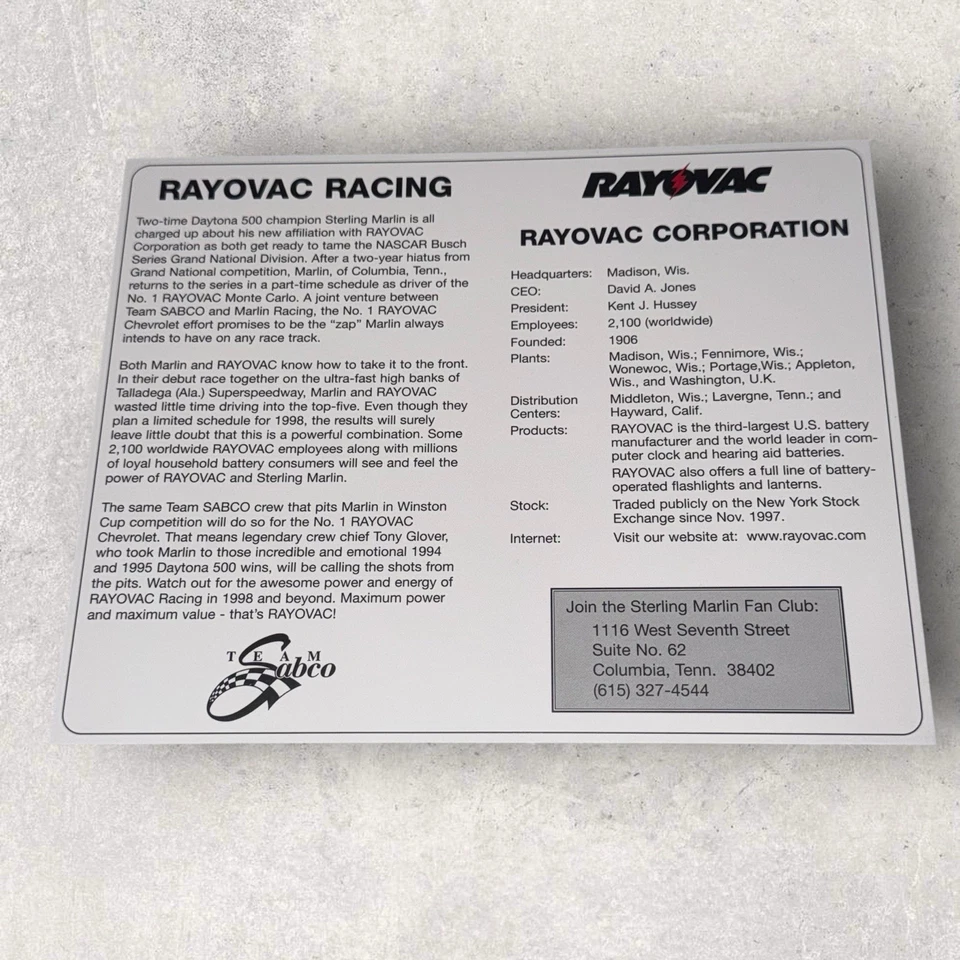 RAYOVAC RACING
Two-time Daytona 500 champion Sterling Marlin is all
charged up about his new affiliation with RAYOVAC
Corporation as both get ready to tame the NASCAR Busch
Series Grand National Division. After a two-year hiatus from
Grand National competition, Marlin, of Columbia, Tenn.,
returns to the series in a part-time schedule as driver of the
No. 1 RAYOVAC Monte Carlo. A joint venture between
Team SABCO and Marlin Racing, the No. 1 RAYOVAC
Chevrolet effort promises to be the "zap" Marlin always
intends to have on any race track.
Both Marlin and RAYOVAC know how to take it to the front.
In their debut race together on the ultra-fast high banks of
Talladega (Ala.) Superspeedway, Marlin and RAYOVAC
wasted little time driving into the top-five. Even though they
plan a limited schedule for 1998, the results will surely
leave little doubt that this is a powerful combination. Some
2,100 worldwide RAYOVAC employees along with millions
of loyal household battery consumers will see and feel the
power of RAYOVAC and Sterling Marlin.
The same Team SABCO crew that pits Marlin in Winston
Cup competition will do so for the No. 1 RAYOVAC
Chevrolet. That means legendary crew chief Tony Glover,
who took Marlin to those incredible and emotional 1994
and 1995 Daytona 500 wins, will be calling the shots from
the pits. Watch out for the awesome power and energy of
RAYOVAC Racing in 1998 and beyond. Maximum power
and maximum value - that's RAYOVAC!
TEAM
Sabco
RAYOVAC
RAYOVAC CORPORATION
Headquarters: Madison, Wis.
CEO: David A. Jones
President: Kent J. Hussey
Employees: 2,100 (worldwide)
Founded: 1906
Plants: Madison, Wis.; Fennimore, Wis.;
Wonewoc, Wis.; Portage,Wis.; Appleton,
Wis., and Washington, U.K.
Distribution Middleton, Wis.; Lavergne, Tenn.; and
Centers: Hayward, Calif.
Products: RAYOVAC is the third-largest U.S. battery
manufacturer and the world leader in com-
puter clock and hearing aid batteries.
RAYOVAC also offers a full line of battery-
operated flashlights and lanterns.
Stock: Traded publicly on the New York Stock
Exchange since Nov. 1997.
Internet: Visit our website at: www.rayovac.com
Join the Sterling Marlin Fan Club:
1116 West Seventh Street
Suite No. 62
Columbia, Tenn. 38402
(615) 327-4544